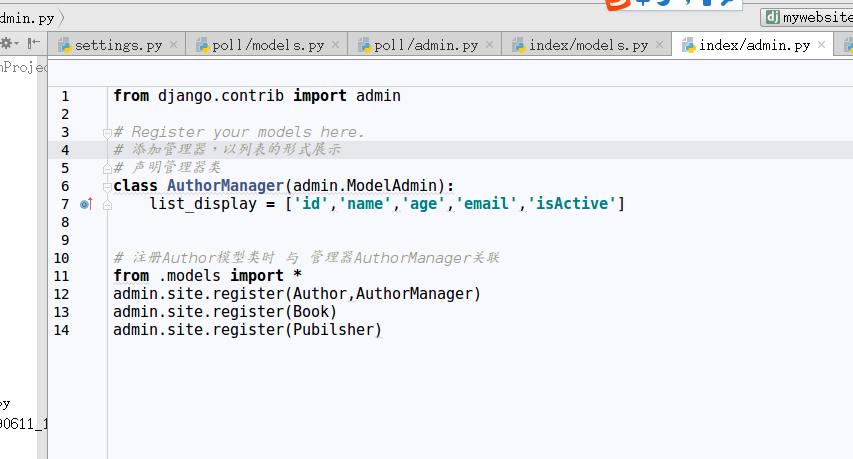 dmin.py
mywebsite
settings.py
poll/models.py
poll/admin.py
index/models.py
index/admin.py
1 from django.contrib import admin
2
3 # Register your models here.
4 # 添加管理器,以列表的形式展示
5 # 声明管理器类
6 class AuthorManager(admin.ModelAdmin):
7 list_display = ['id','name','age','email','isActive']
8
9
10 # 注册Author模型类时 与 管理器AuthorManager关联
11 from .models import *
12 admin.site.register(Author,AuthorManager)
13 admin.site.register(Book)
14 admin.site.register(Pubilsher)